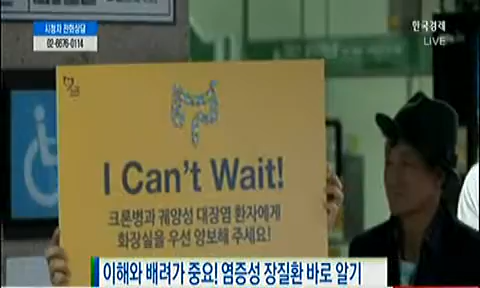 시청자 전화상담
02-6676-0114
한국경제
LIVE
I Can't Wait!
크론병과 궤양성 대장염 환자에게
화장실을 우선 양보해 주세요!
이해와 배려가 중요! 염증성 장질환 바로 알기